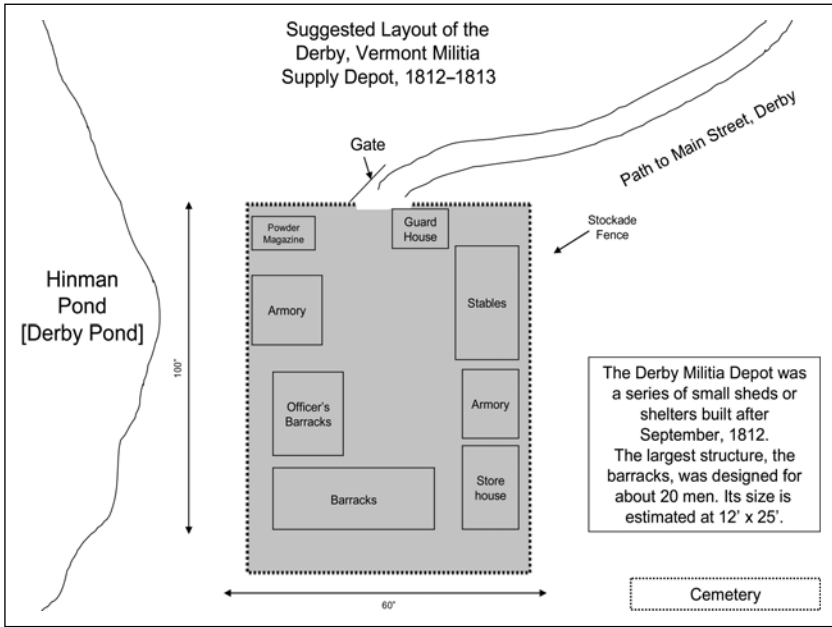 Suggested Layout of the
Derby, Vermont Militia
Supply Depot, 1812–1813
Gate
Path to Main Street, Derby
Stockade
Fence
Powder
Magazine
Guard
House
Hinman
Pond
[Derby Pond]
Armory
Stables
100"
Officer's
Barracks
Armory
Barracks
Store
house
The Derby Militia Depot was
a series of small sheds or
shelters built after
September, 1812.
The largest structure, the
barracks, was designed for
about 20 men. Its size is
estimated at 12' x 25'.
60"
Cemetery